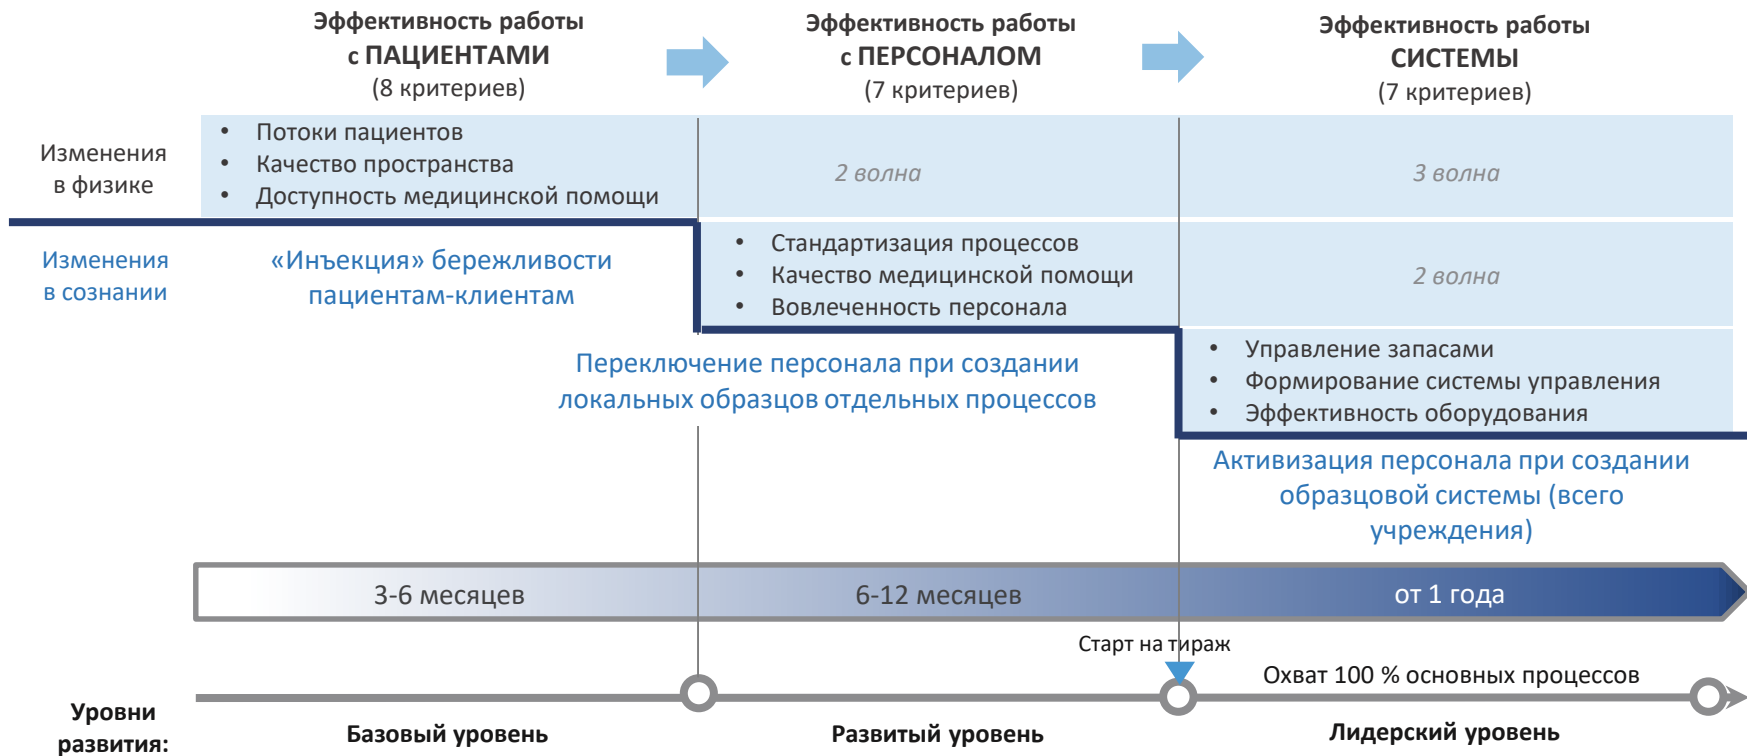 Эффективность работы
с ПАЦИЕНТАМИ
(8 критериев)
Эффективность работы
с ПЕРСОНАЛОМ
(7 критериев)
Эффективность работы
СИСТЕМЫ
(7 критериев)
Изменения
в физике
• Потоки пациентов
• Качество пространства
• Доступность медицинской помощи
2 волна
3 волна
Изменения
в сознании
«Инъекция» бережливости
пациентам-клиентам
• Стандартизация процессов
• Качество медицинской помощи
• Вовлеченность персонала
2 волна
Переключение персонала при создании
локальных образцов отдельных процессов
• Управление запасами
• Формирование системы управления
• Эффективность оборудования
Активизация персонала при создании
образцовой системы (всего
учреждения)
3-6 месяцев
6-12 месяцев
от 1 года
Старт на тираж
Охват 100 % основных процессов
Уровни
развития:
Базовый уровень
Развитый уровень
Лидерский уровень